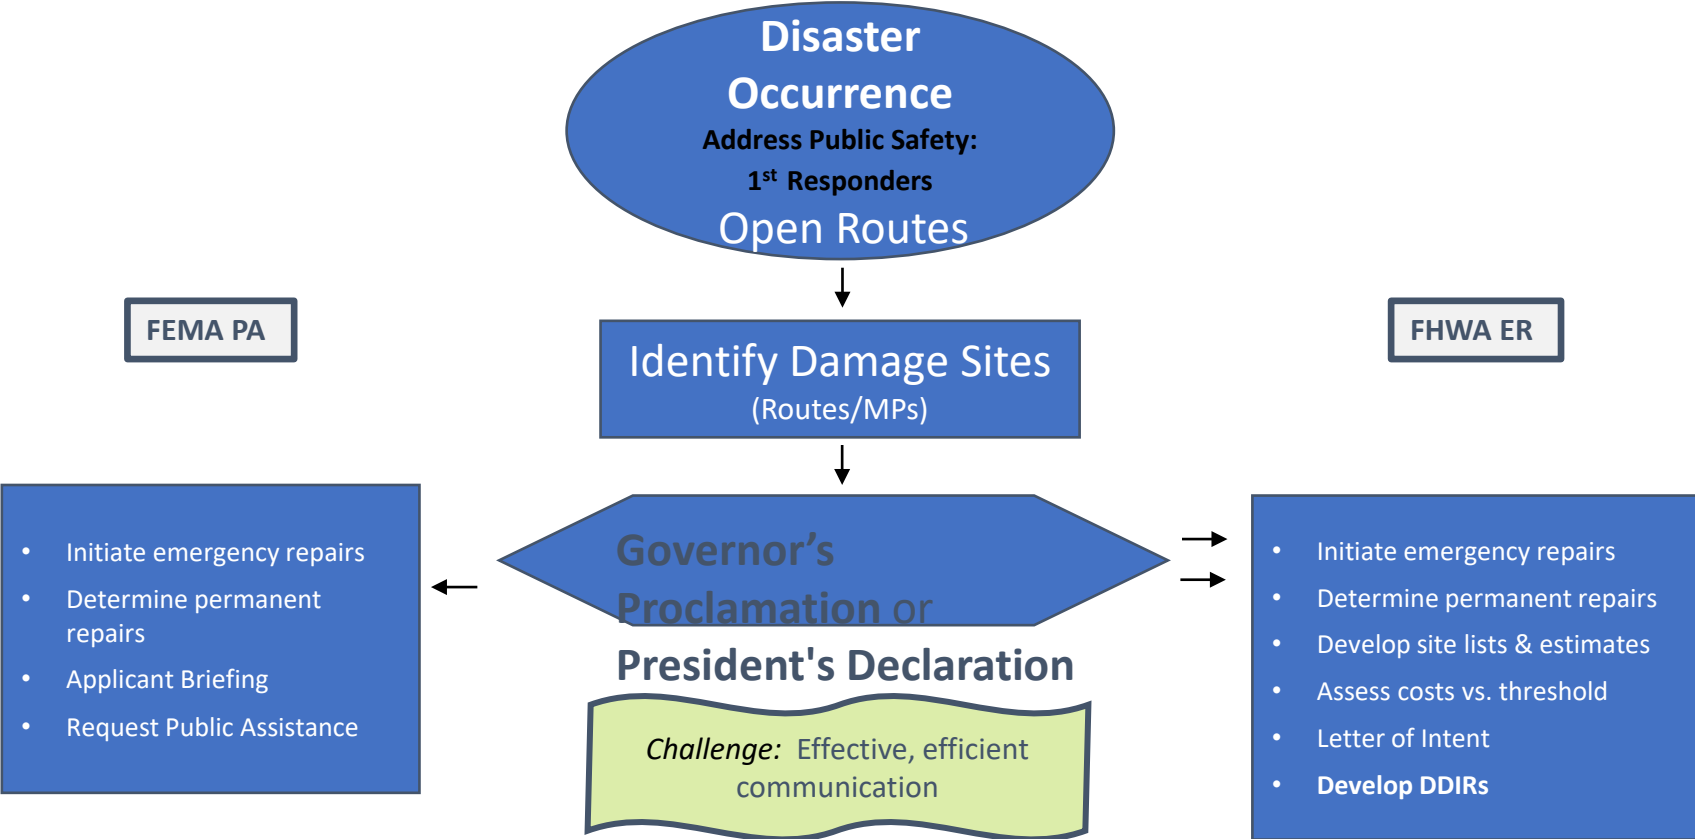 Disaster
Occurrence
Address Public Safety:
1st Responders
Open Routes
FEMA PA
FHWA ER
Identify Damage Sites
(Routes/MPs)
Governor's
Proclamation or
President's Declaration
• Initiate emergency repairs
• Determine permanent
repairs
• Applicant Briefing
• Request Public Assistance
• Initiate emergency repairs
• Determine permanent repairs
• Develop site lists & estimates
• Assess costs vs. threshold
• Letter of Intent
• Develop DDIRs
Challenge: Effective, efficient
communication